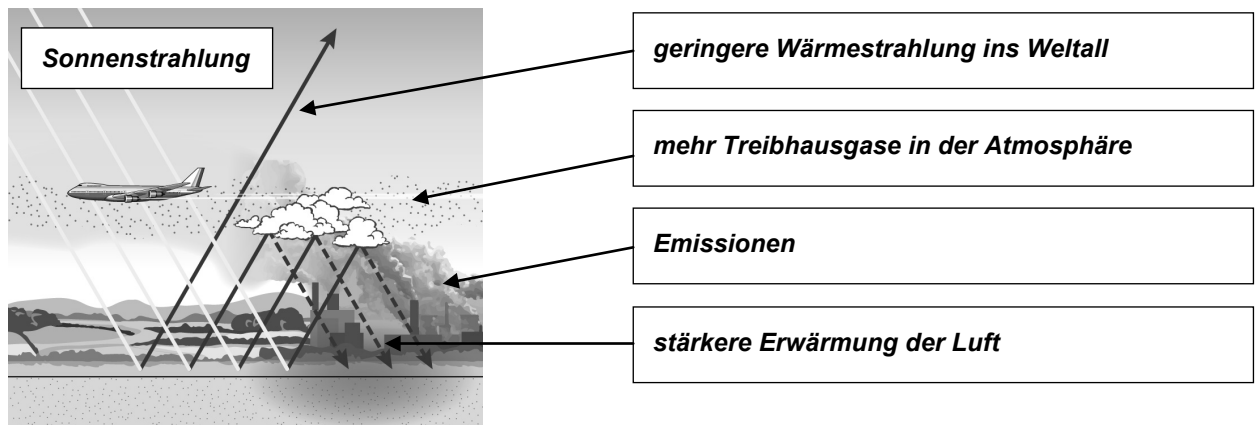 Sonnenstrahlung
geringere Wärmestrahlung ins Weltall
mehr Treibhausgase in der Atmosphäre
Emissionen
stärkere Erwärmung der Luft